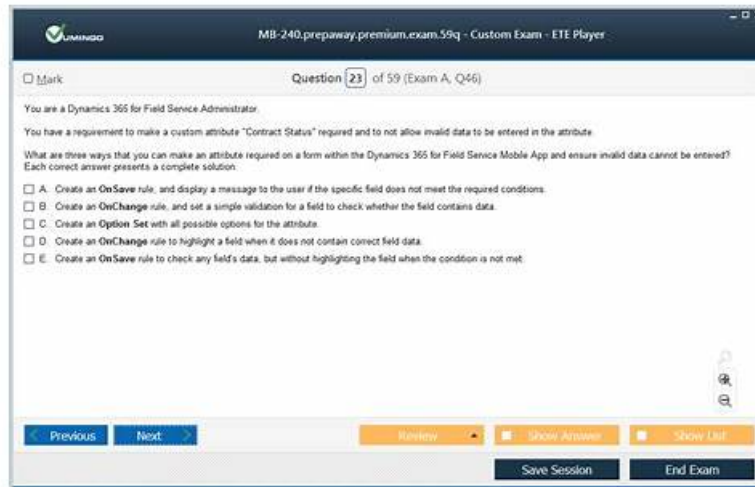 VUMINGO
MB-240.prepaway.premium.exam.59q - Custom Exam - ETE Player
Mark
Question 23 of 59 (Exam A, Q46)
You are a Dynamics 365 for Field Service Administrator.
You have a requirement to make a custom attribute "Contract Status" required and to not allow invalid data to be entered in the attribute.
What are three ways that you can make an attribute required on a form within the Dynamics 365 for Field Service Mobile App and ensure invalid data cannot be entered?
Each correct answer presents a complete solution.
A. Create an OnSave rule, and display a message to the user if the specific field does not meet the required conditions.
B. Create an OnChange rule, and set a simple validation for a field to check whether the field contains data.
C. Create an Option Set with all possible options for the attribute.
D. Create an OnChange rule to highlight a field when it does not contain correct field data.
E. Create an OnSave rule to check any field's data, but without highlighting the field when the condition is not met.
Previous Next Review Show Answer Show List
Save Session End Exam